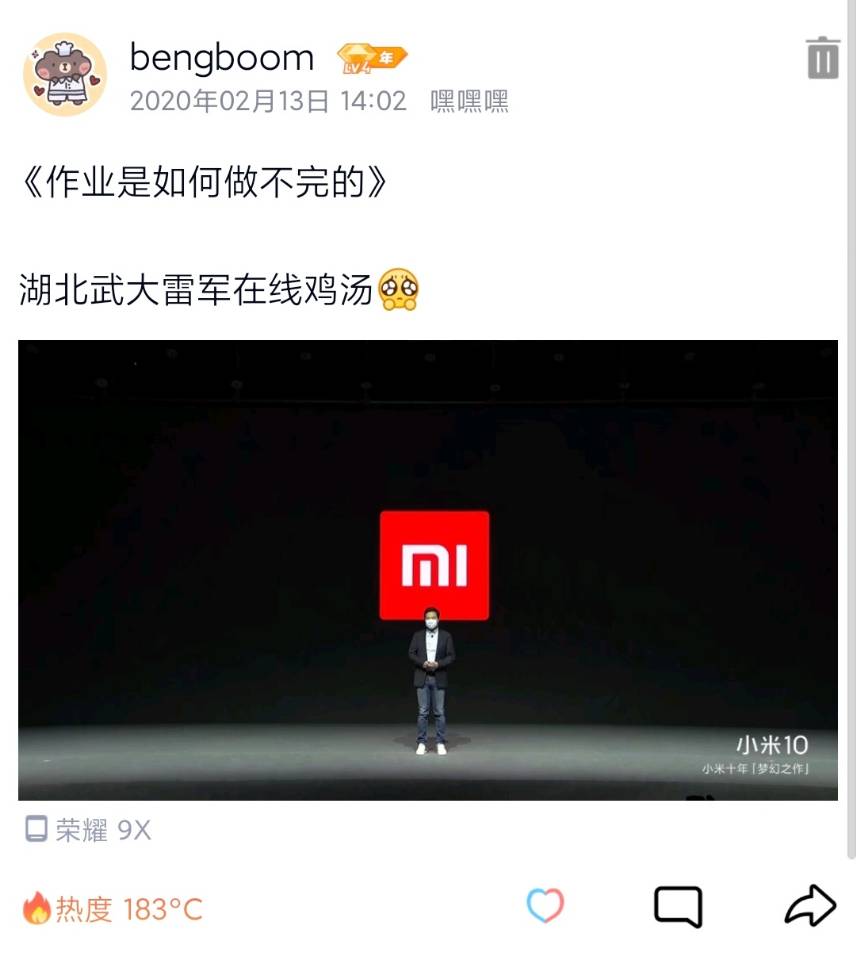 bengboom LV4 年
2020年02月13日 14:02 嘿嘿嘿
《作业是如何做不完的》
湖北武大雷军在线鸡汤
mi
小米10
小米十年「梦幻之作」
荣耀 9X
热度 183°C